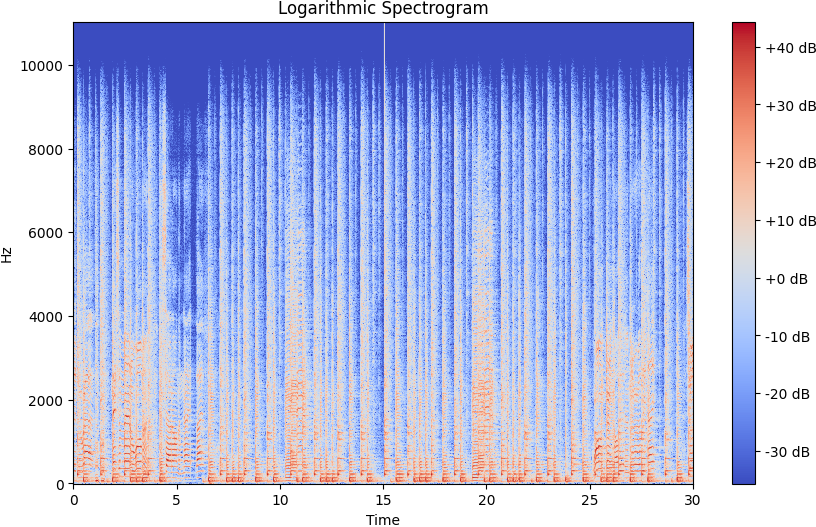 Logarithmic Spectrogram
Hz
10000
8000
6000
4000
2000
0
0 5 10 15 20 25 30
Time
+40 dB
+30 dB
+20 dB
+10 dB
+0 dB
-10 dB
-20 dB
-30 dB